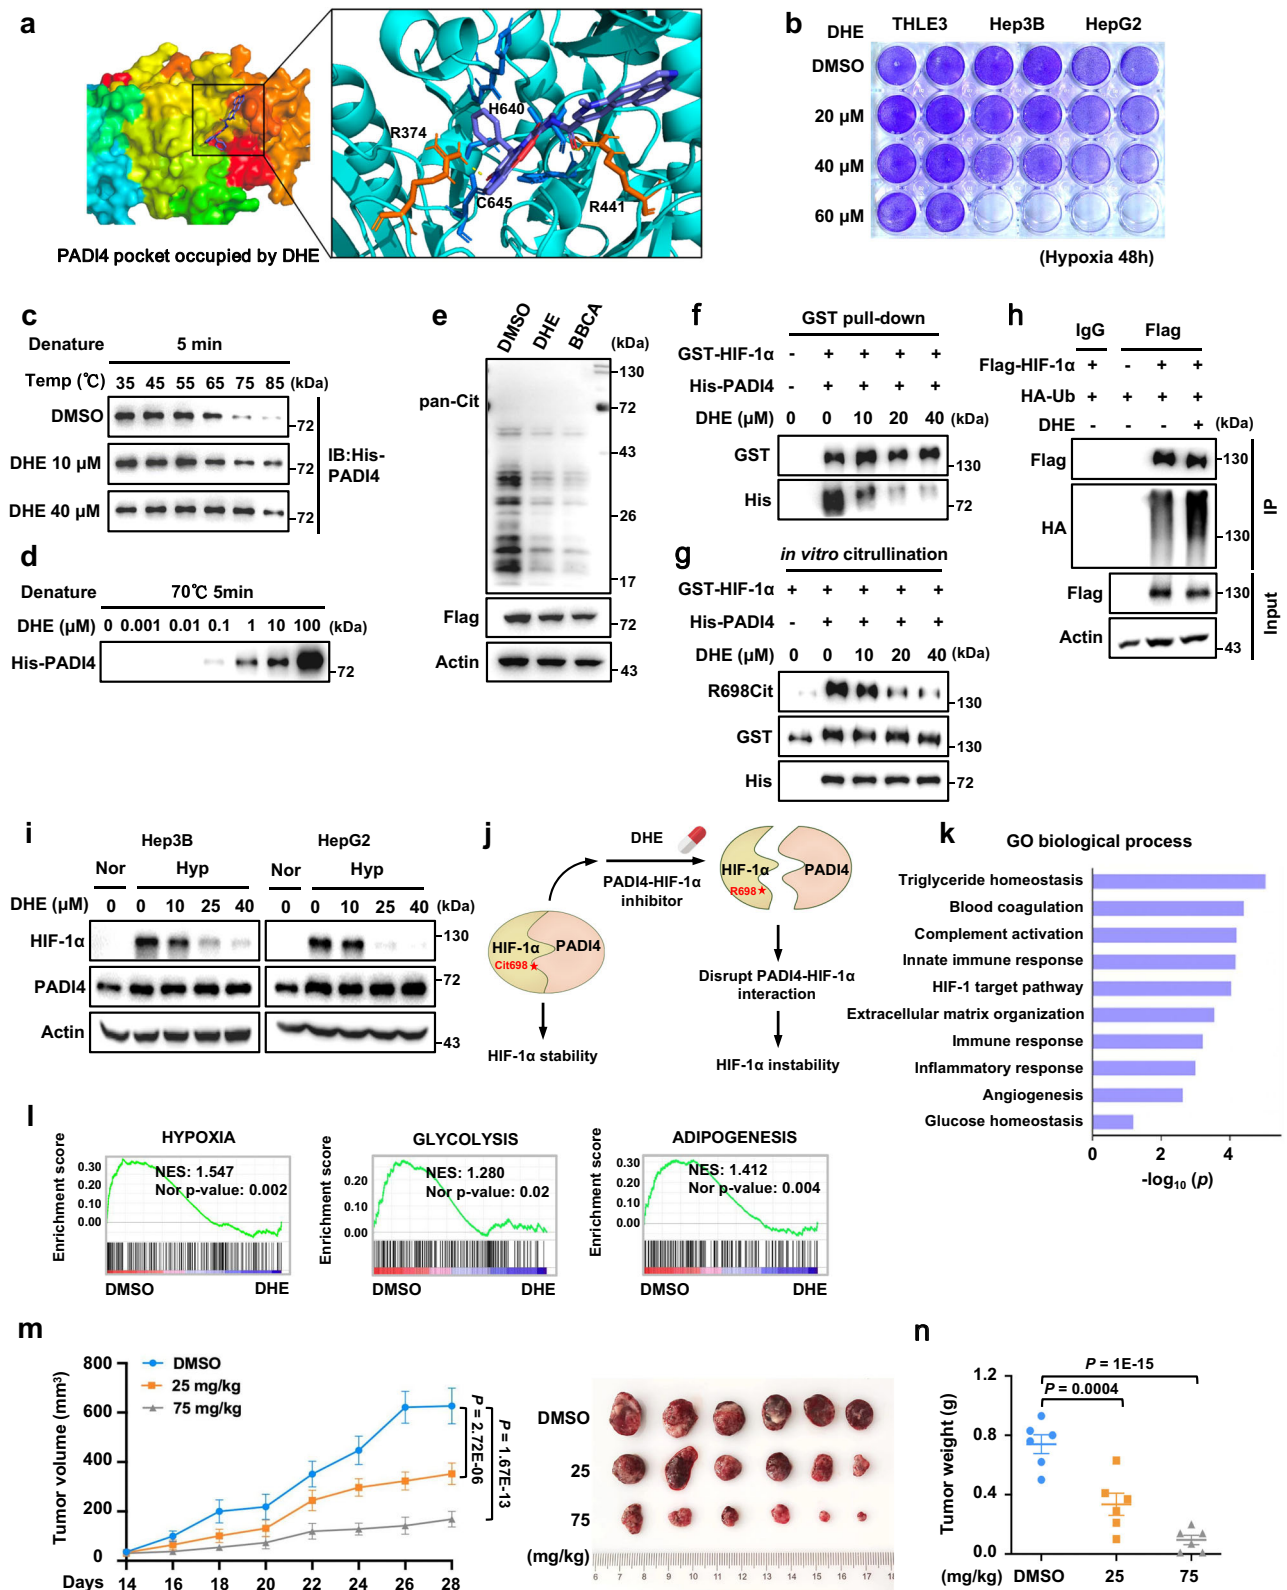 a
R374
H640
C645
R441
PADI4 pocket occupied by DHE
b
DHE THLE3 Hep3B HepG2
DMSO
20 µM
40 µM
60 µM
(Hypoxia 48h)
c
Denature 5 min
Temp (℃) 35 45 55 65 75 85 (kDa)
DMSO
72
DHE 10 µM
72
DHE 40 µM
72
IB:His-
PADI4
d
Denature 70℃ 5min
DHE (µM) 0 0.001 0.01 0.1 1 10 100 (kDa)
His-PADI4
72
e
DMSO DHE BBCA
(kDa)
pan-Cit
130
72
43
26
17
Flag
72
Actin
43
f
GST pull-down
GST-HIF-1α - + + + +
His-PADI4 - + + + +
DHE (µM) 0 0 10 20 40 (kDa)
GST
130
His
72
g
in vitro citrullination
GST-HIF-1α + + + + +
His-PADI4 - + + + +
DHE (µM) 0 0 10 20 40 (kDa)
R698Cit
130
GST
130
His
72
h
IgG Flag
Flag-HIF-1α + - + +
HA-Ub + + + +
DHE - - - + (kDa)
Flag
130
HA
130
IP
Flag
130
Actin
43
Input
i
Hep3B HepG2
Nor Hyp Nor Hyp
DHE (µM) 0 0 10 25 40 0 0 10 25 40 (kDa)
HIF-1α
130
PADI4
72
Actin
43
j
DHE
PADI4-HIF-1α
inhibitor
HIF-1α PADI4
R698
HIF-1α PADI4
Cit698
HIF-1α stability
Disrupt PADI4-HIF-1α
interaction
HIF-1α instability
k
GO biological process
Triglyceride homeostasis
Blood coagulation
Complement activation
Innate immune response
HIF-1 target pathway
Extracellular matrix organization
Immune response
Inflammatory response
Angiogenesis
Glucose homeostasis
0 2 4
-log10 (p)
l
HYPOXIA
Enrichment score
0.30
0.20
0.10
0.00
NES: 1.547
Nor p-value: 0.002
DMSO DHE
GLYCOLYSIS
Enrichment score
0.20
0.10
0.00
NES: 1.280
Nor p-value: 0.02
DMSO DHE
ADIPOGENESIS
Enrichment score
0.30
0.20
0.10
0.00
NES: 1.412
Nor p-value: 0.004
DMSO DHE
m
Tumor volume (mm³)
800
600
400
200
0
DMSO
25 mg/kg
75 mg/kg
P = 2.72E-06
P = 1.67E-13
Days 14 16 18 20 22 24 26 28
DMSO
25
75
(mg/kg)
6 7 8 9 10 11 12 13 14 15 16 17 18
n
Tumor weight (g)
1.2
0.8
0.4
0.0
P = 1E-15
P = 0.0004
(mg/kg) DMSO 25 75